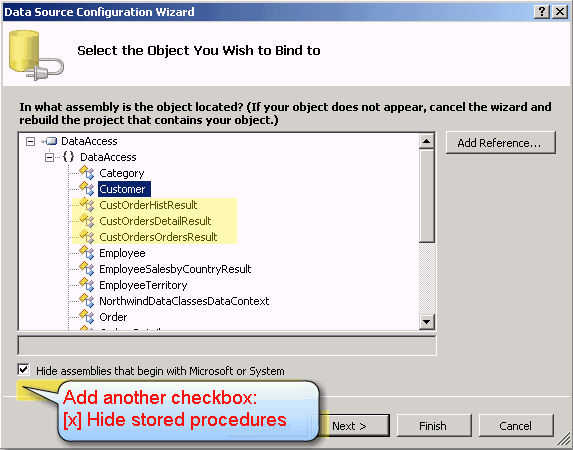 Data Source Configuration Wizard
Select the Object You Wish to Bind to
In what assembly is the object located? (If your object does not appear, cancel the wizard and
rebuild the project that contains your object.)
DataAccess
Add Reference...
{ } DataAccess
Category
Customer
CustOrderHistResult
CustOrdersDetailResult
CustOrdersOrdersResult
Employee
EmployeeSalesbyCountryResult
EmployeeTerritory
NorthwindDataClassesDataContext
Order
Hide assemblies that begin with Microsoft or System
Add another checkbox:
[x] Hide stored procedures
Next >
Finish
Cancel